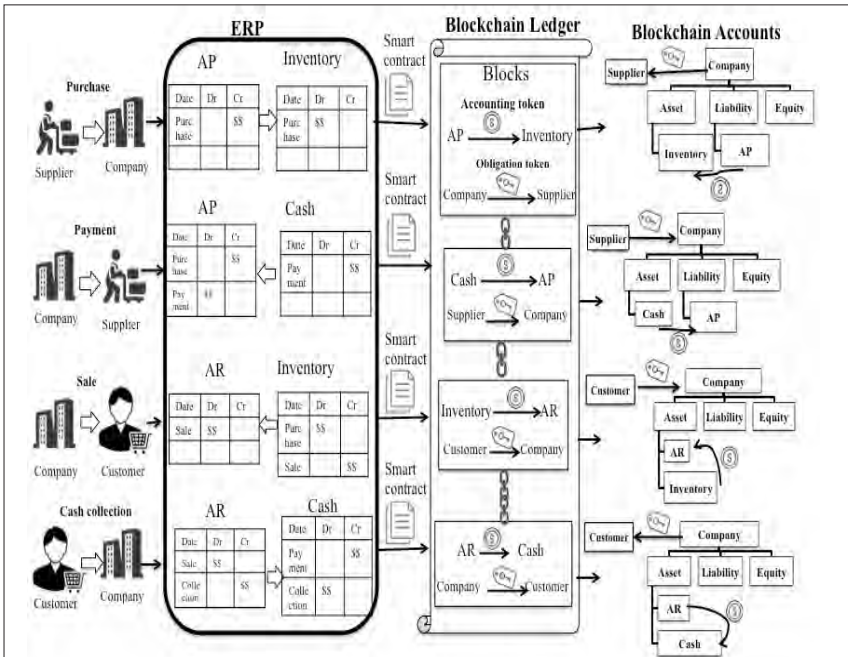 ERP
Blockchain Ledger
Blockchain Accounts
Purchase
Supplier
Company
AP
Date Dr Cr
Purc
hase $$
Inventory
Date Dr Cr
Purc
hase $$
Smart
contract
Blocks
Accounting token
AP Inventory
Obligation token
Company Supplier
Supplier
Company
Asset
Liability
Equity
Inventory
AP
Payment
Company
Supplier
AP
Date Dr Cr
Purc
hase $$
Pay
ment $$
Cash
Date Dr Cr
Pay
ment $$
Smart
contract
Cash AP
Supplier Company
Supplier
Company
Asset
Liability
Equity
Cash
AP
Sale
Company
Customer
AR
Date Dr Cr
Sale $$
Inventory
Date Dr Cr
Purc
hase $$
Sale $$
Smart
contract
Inventory AR
Customer Company
Customer
Company
Asset
Liability
Equity
AR
Inventory
Cash collection
Customer
Company
AR
Date Dr Cr
Sale $$
Colle
$$
Cash
Date Dr Cr
Pay
ment $$
Colle
ction $$
Smart
contract
AR Cash
Company Customer
Customer
Company
Asset
Liability
Equity
AR
Cash